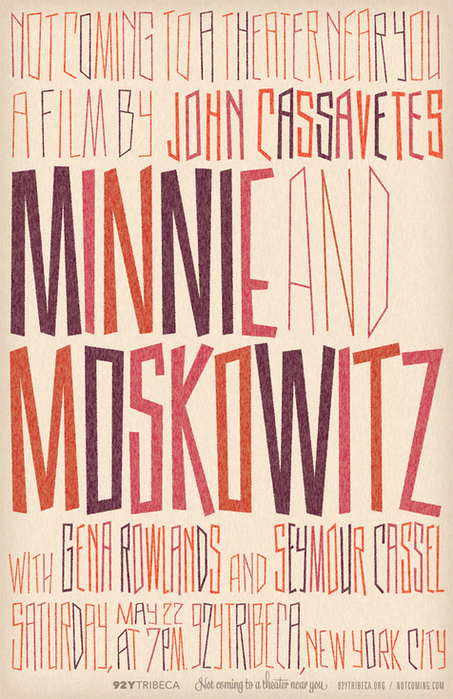 NOT COMING TO A THEATER NEAR YOU
A FILM BY JOHN CASSAVETES
MINNIE AND
MOSKOWITZ
WITH GENA ROWLANDS AND SEYMOUR CASSEL
SATURDAY, MAY 22 AT 7PM. 92YTRIBECA, NEW YORK CITY
92YTRIBECA Not coming to a theater near you 92YTRIBECA.ORG / NOTCOMING.COM